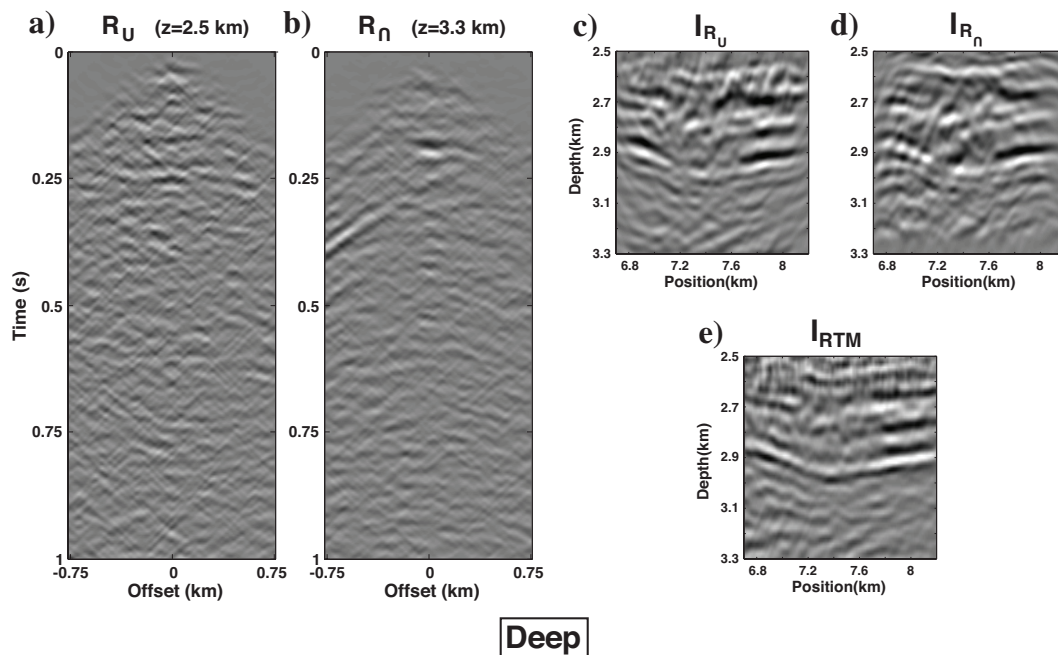 a) R∪ (z=2.5 km)
0
0.25
0.5
0.75
1
Time (s)
-0.75 0 0.75
Offset (km)
b) R∩ (z=3.3 km)
0
0.25
0.5
0.75
1
-0.75 0 0.75
Offset (km)
c) IR∪
2.5
2.7
2.9
3.1
3.3
Depth(km)
6.8 7.2 7.6 8
Position(km)
d) IR∩
2.5
2.7
2.9
3.1
3.3
Depth(km)
6.8 7.2 7.6 8
Position(km)
e) IRTM
2.5
2.7
2.9
3.1
3.3
Depth(km)
6.8 7.2 7.6 8
Position(km)
Deep